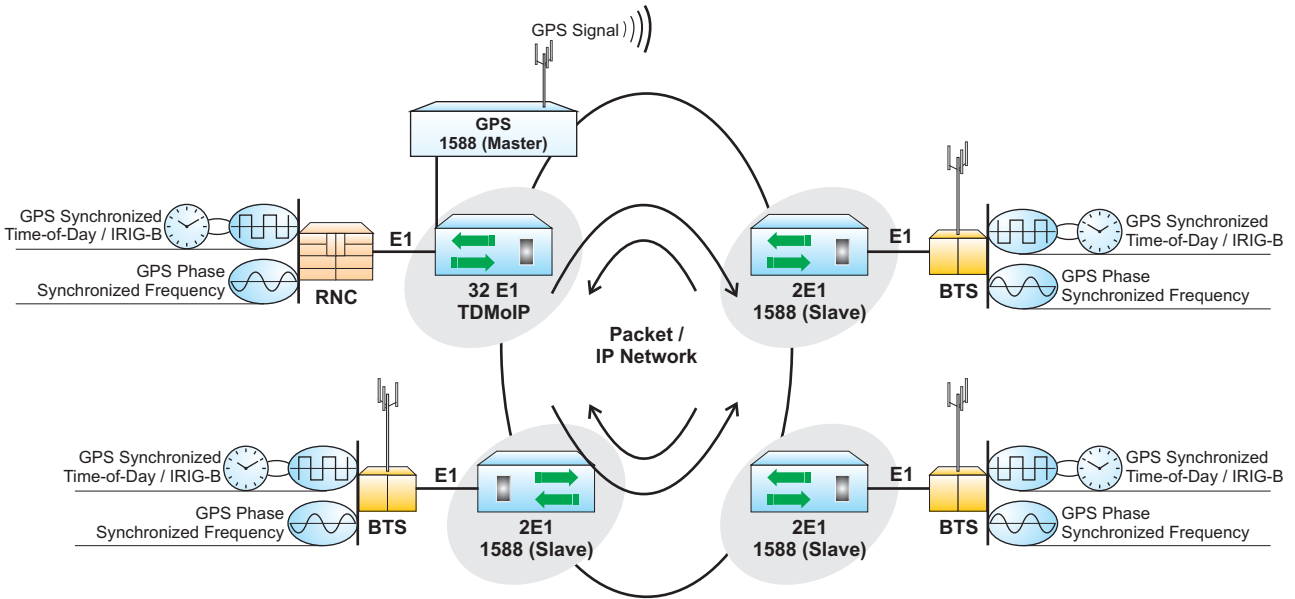 GPS Signal
GPS
1588 (Master)
GPS Synchronized
Time-of-Day / IRIG-B
GPS Phase
Synchronized Frequency
RNC
E1
32 E1
TDMoIP
2E1
1588 (Slave)
E1
BTS
GPS Synchronized
Time-of-Day / IRIG-B
GPS Phase
Synchronized Frequency
Packet /
IP Network
GPS Synchronized
Time-of-Day / IRIG-B
GPS Phase
Synchronized Frequency
BTS
E1
2E1
1588 (Slave)
2E1
1588 (Slave)
E1
BTS
GPS Synchronized
Time-of-Day / IRIG-B
GPS Phase
Synchronized Frequency